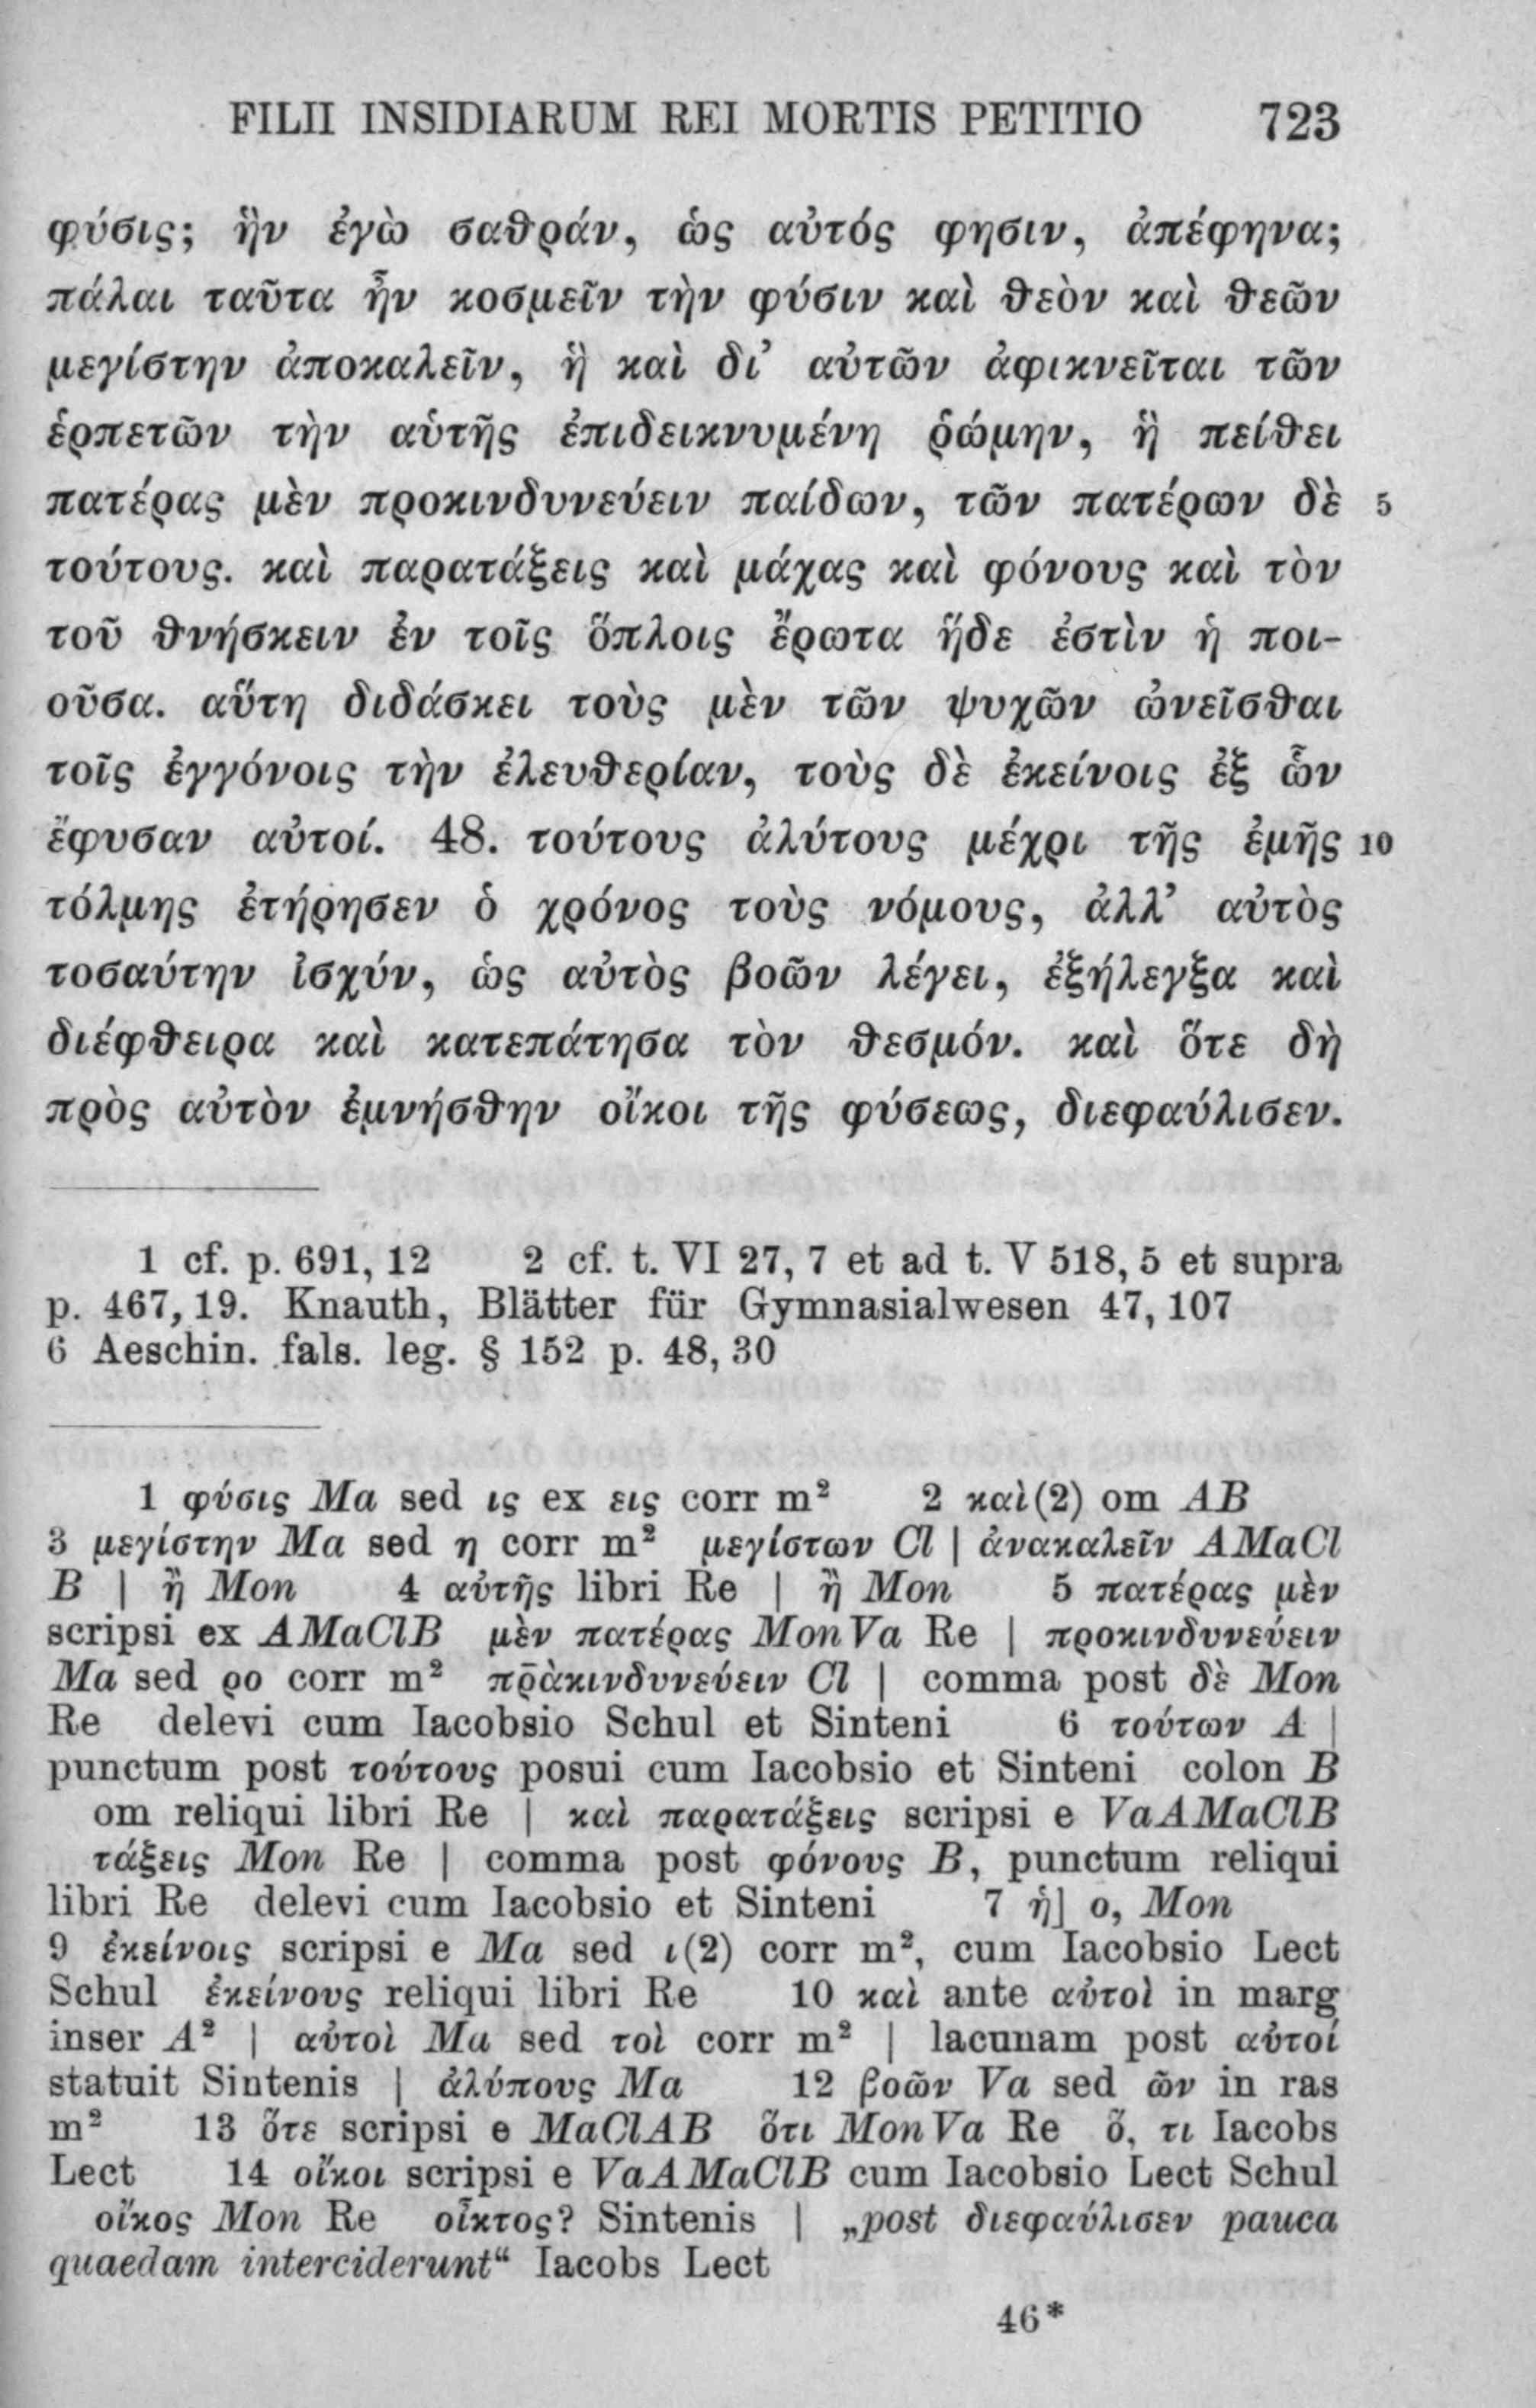 FILII INSIDIARUM REI MORTIS PETITIO 723
φύσις; ἣν ἐγὼ σαθράν, ὡς αὐτός φησιν, ἀπέφηνα;
πάλαι ταῦτα ἦν κοσμεῖν τὴν φύσιν καὶ θεὸν καὶ θεῶν
μεγίστην ἀποκαλεῖν, ἣ καὶ δι’ αὐτῶν ἀφικνεῖται τῶν
ἑρπετῶν τὴν αὑτῆς ἐπιδεικνυμένη ῥώμην, ἣ πείθει
πατέρας μὲν προκινδυνεύειν παίδων, τῶν πατέρων δὲ 5
τούτους. καὶ παρατάξεις καὶ μάχας καὶ φόνους καὶ τὸν
τοῦ θνήσκειν ἐν τοῖς ὅπλοις ἔρωτα ἥδε ἐστὶν ἡ ποι-
οῦσα. αὕτη διδάσκει τοὺς μὲν τῶν ψυχῶν ὠνεῖσθαι
τοῖς ἐγγόνοις τὴν ἐλευθερίαν, τοὺς δὲ ἐκείνοις ἐξ ὧν
ἔφυσαν αὐτοί. 48. τούτους ἀλύτους μέχρι τῆς ἐμῆς 10
τόλμης ἐτήρησεν ὁ χρόνος τοὺς νόμους, ἀλλ’ αὐτὸς
τοσαύτην ἰσχύν, ὡς αὐτὸς βοῶν λέγει, ἐξήλεγξα καὶ
διέφθειρα καὶ κατεπάτησα τὸν θεσμόν. καὶ ὅτε δὴ
πρὸς αὐτὸν ἐμνήσθην οἴκοι τῆς φύσεως, διεφαύλισεν.
1 cf. p. 691, 12 2 cf. t. VI 27, 7 et ad t. V 518, 5 et supra
p. 467, 19. Knauth, Blätter für Gymnasialwesen 47, 107
6 Aeschin. fals. leg. § 152 p. 48, 30
1 φύσις Ma sed ις ex εις corr m² 2 καὶ(2) om AB
3 μεγίστην Ma sed η corr m² μεγίστων Cl | ἀνακαλεῖν AMaCl
B | ἢ Mon 4 αὐτῆς libri Re | ἢ Mon 5 πατέρας μὲν
scripsi ex AMaClB μὲν πατέρας MonVa Re | προκινδυνεύειν
Ma sed ρο corr m² πρ̄ὰκινδυνεύειν Cl | comma post δὲ Mon
Re delevi cum Iacobsio Schul et Sinteni 6 τούτων A |
punctum post τούτους posui cum Iacobsio et Sinteni colon B
om reliqui libri Re | καὶ παρατάξεις scripsi e VaAMaClB
τάξεις Mon Re | comma post φόνους B, punctum reliqui
libri Re delevi cum Iacobsio et Sinteni 7 ἡ] ο, Mon
9 ἐκείνοις scripsi e Ma sed ι(2) corr m², cum Iacobsio Lect
Schul ἐκείνους reliqui libri Re 10 καὶ ante αὐτοὶ in marg
inser A² | αὐτοὶ Ma sed τοὶ corr m² | lacunam post αὐτοί
statuit Sintenis | ἀλύπους Ma 12 βοῶν Va sed ῶν in ras
m² 13 ὅτε scripsi e MaClAB ὅτι MonVa Re ὅ, τι Iacobs
Lect 14 οἴκοι scripsi e VaAMaClB cum Iacobsio Lect Schul
οἴκος Mon Re οἶκτος? Sintenis | „post διεφαύλισεν pauca
quaedam interciderunt“ Iacobs Lect
46*